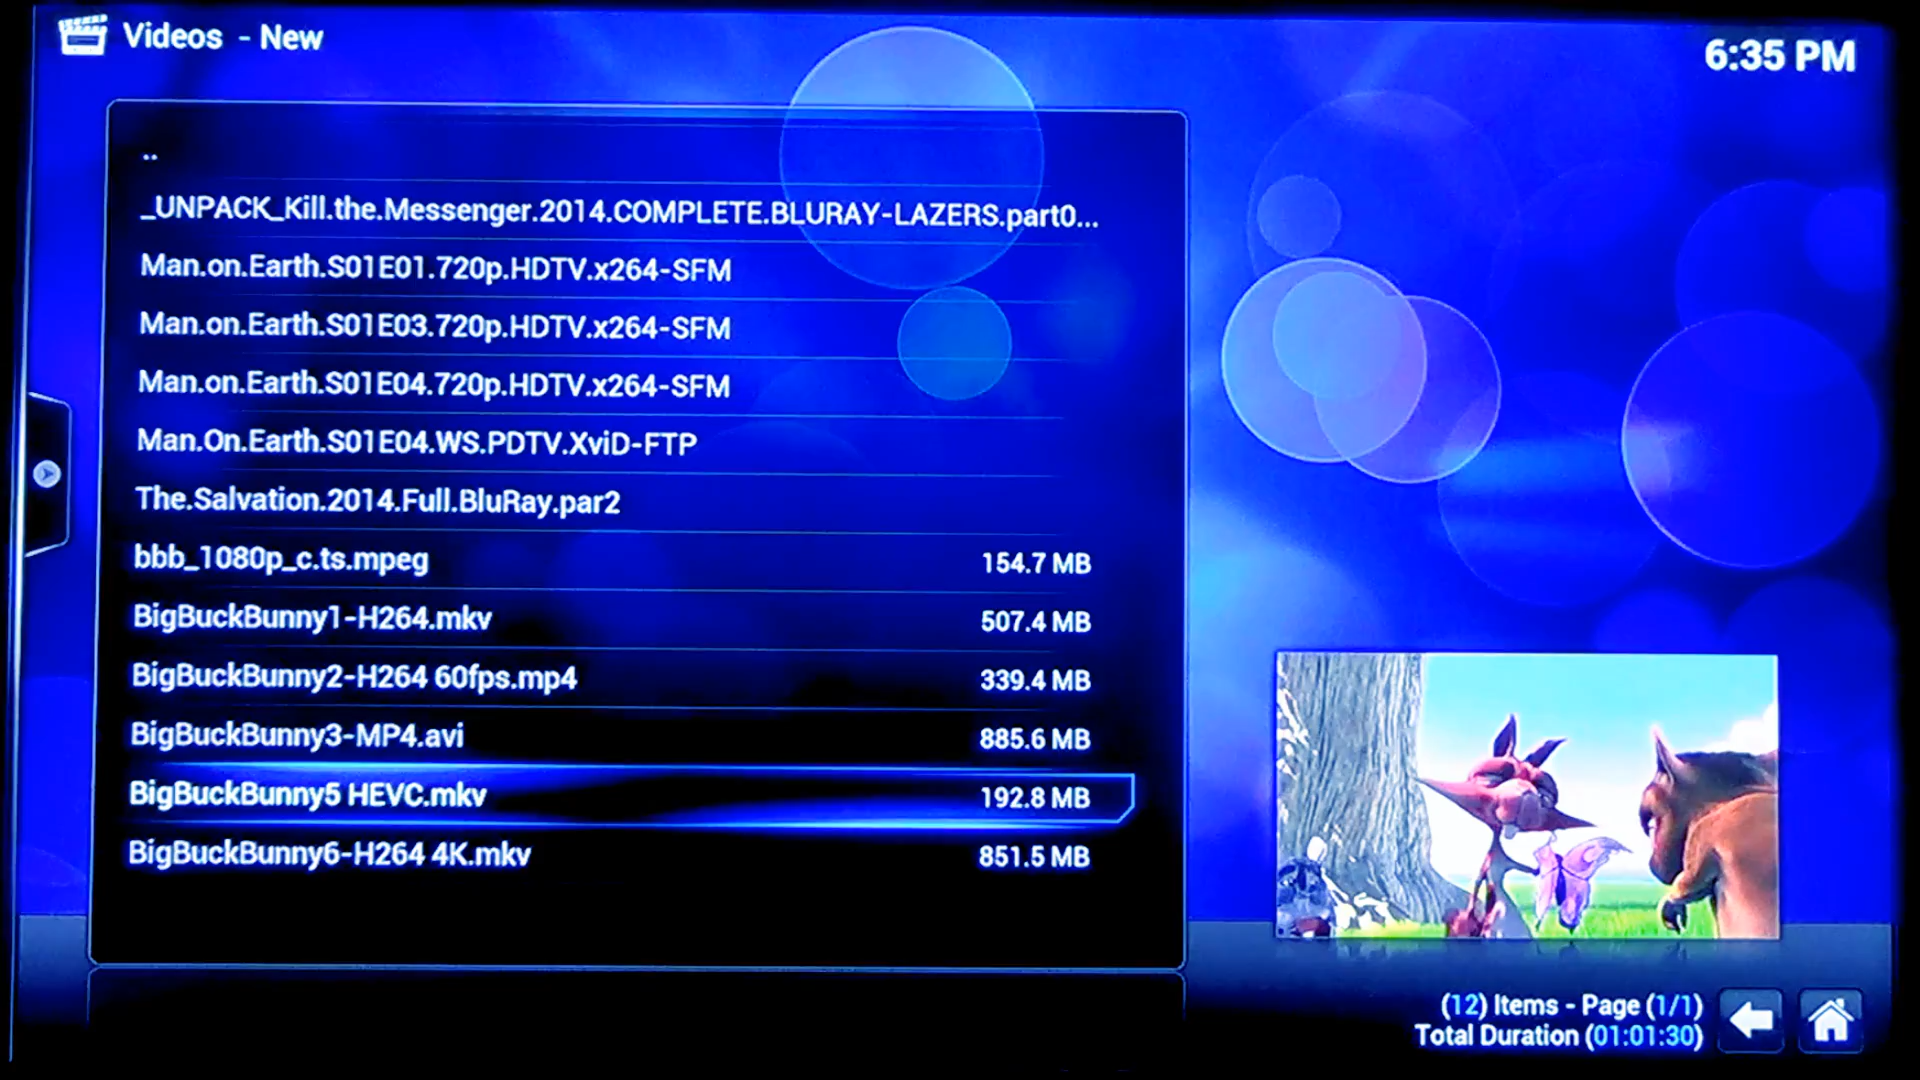 Videos - New
6:35 PM
..
_UNPACK_Kill.the.Messenger.2014.COMPLETE.BLURAY-LAZERS.part0...
Man.on.Earth.S01E01.720p.HDTV.x264-SFM
Man.on.Earth.S01E03.720p.HDTV.x264-SFM
Man.on.Earth.S01E04.720p.HDTV.x264-SFM
Man.On.Earth.S01E04.WS.PDTV.XviD-FTP
The.Salvation.2014.Full.BluRay.par2
bbb_1080p_c.ts.mpeg 154.7 MB
BigBuckBunny1-H264.mkv 507.4 MB
BigBuckBunny2-H264 60fps.mp4 339.4 MB
BigBuckBunny3-MP4.avi 885.6 MB
BigBuckBunny5 HEVC.mkv 192.8 MB
BigBuckBunny6-H264 4K.mkv 851.5 MB
(12) Items - Page (1/1)
Total Duration (01:01:30)